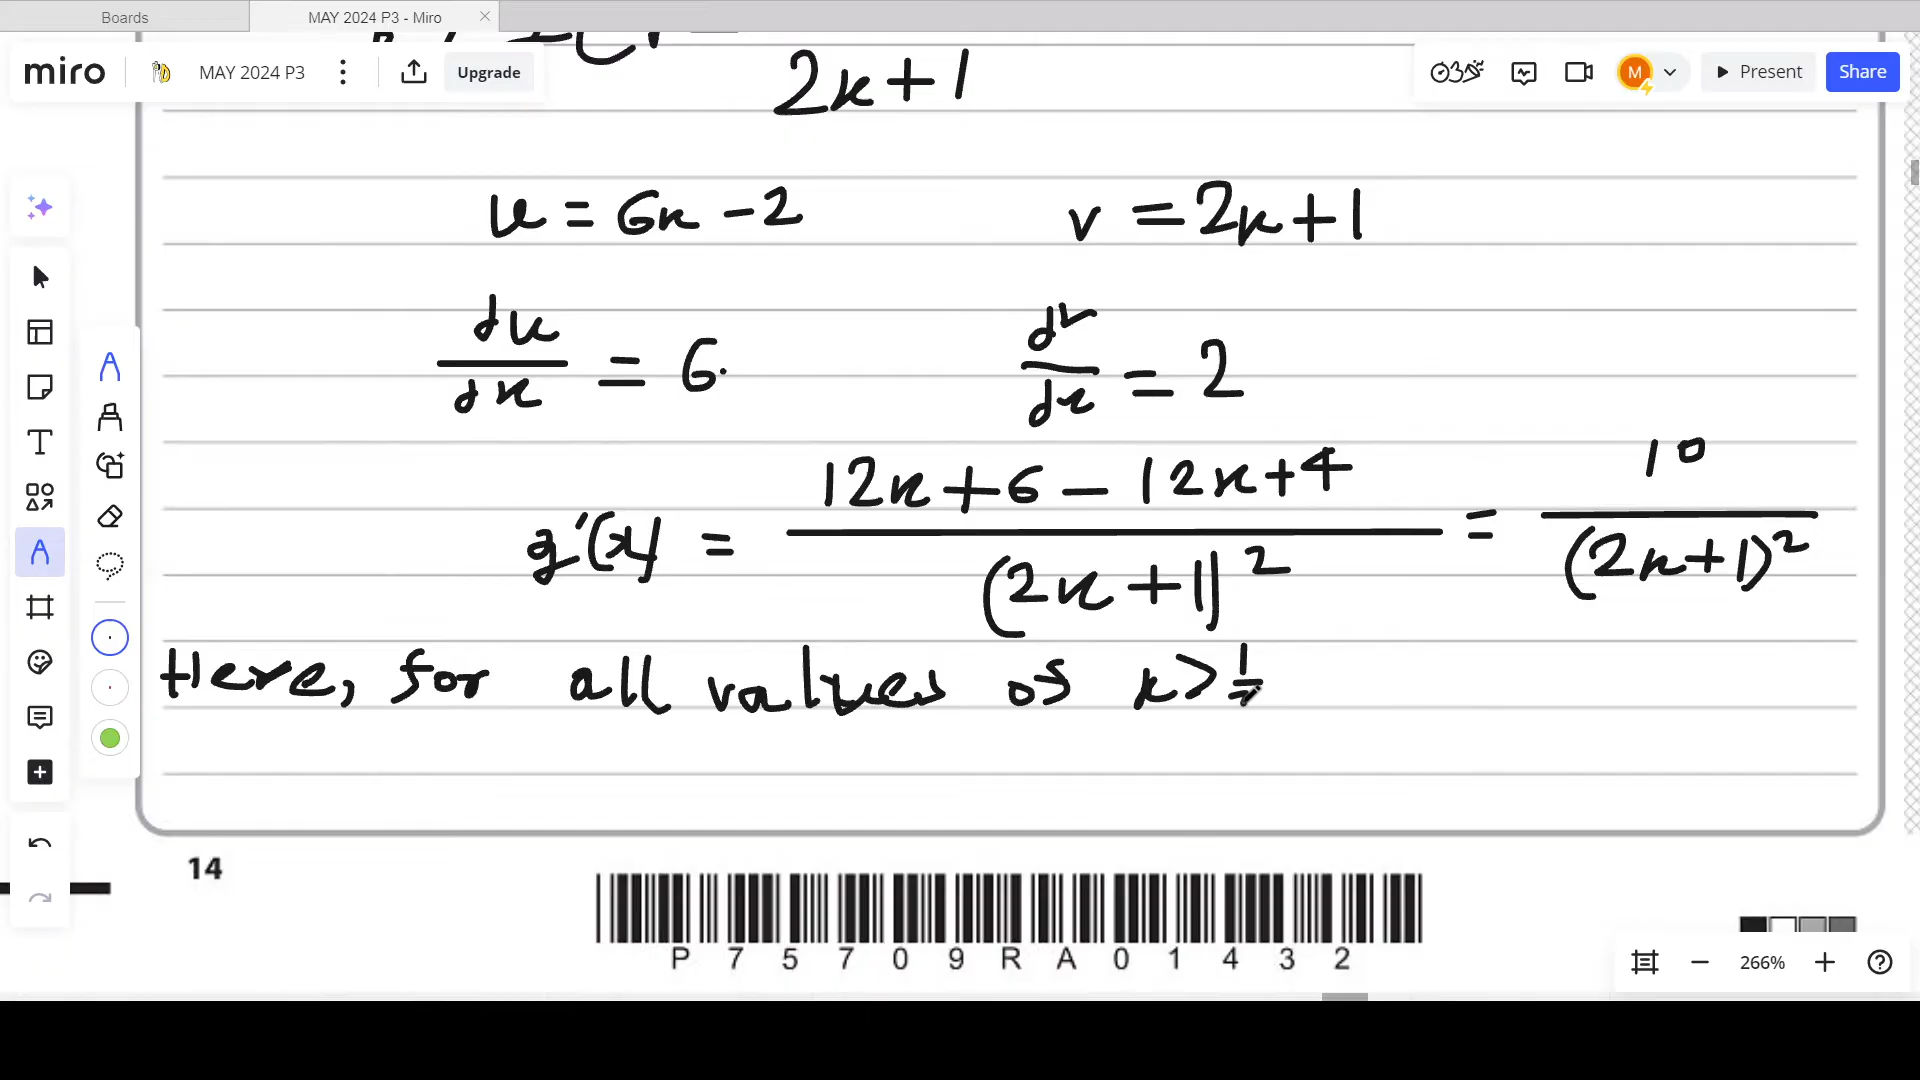 Boards
MAY 2024 P3 - Miro
miro
MAY 2024 P3
Upgrade
M
Present
Share
2x+1
u = 6x - 2
v = 2x+1
du/dx = 6.
dv/dx = 2
g'(x) = (12x+6 - 12x+4)/(2x+1)² = 10/(2x+1)²
Here, for all values of x >
14
P 7 5 7 0 9 R A 0 1 4 3 2
266%